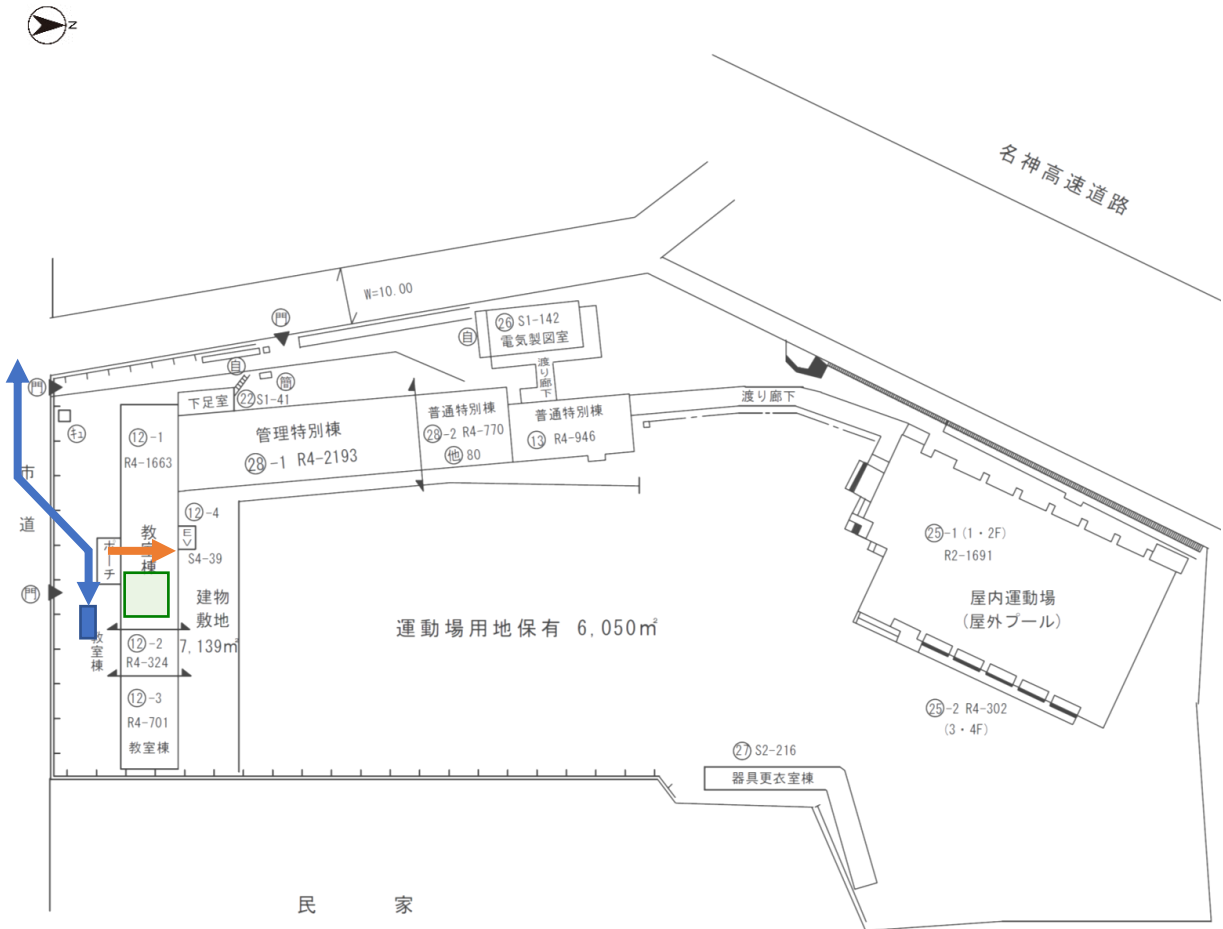 N
名神高速道路
W=10.00
門
㉖ S1-142
電気製図室
自
渡り廊下
自
簡
門
キュ
下足室
㉒S1-41
管理特別棟
㉘-1 R4-2193
普通特別棟
㉘-2 R4-770
他 80
普通特別棟
⑬ R4-946
渡り廊下
⑫-1
R4-1663
市道
教室棟
ポーチ
⑫-4
EV
S4-39
門
建物
敷地
7,139㎡
教室棟
⑫-2
R4-324
⑫-3
R4-701
教室棟
運動場用地保有 6,050㎡
㉕-1 (1・2F)
R2-1691
屋内運動場
(屋外プール)
㉕-2 R4-302
(3・4F)
㉗ S2-216
器具更衣室棟
民 家